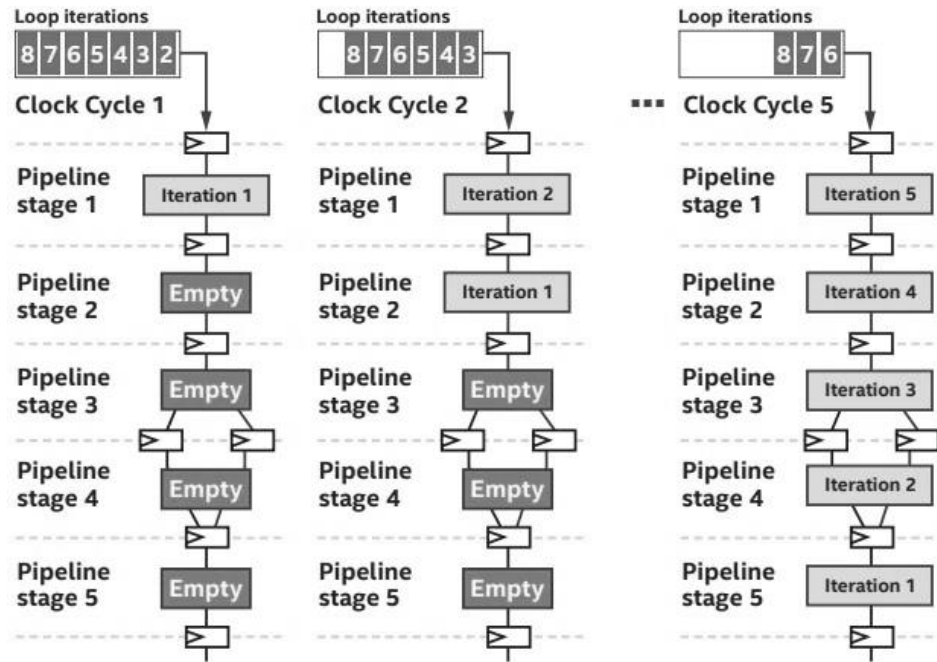 Loop iterations
8 7 6 5 4 3 2
Clock Cycle 1
Pipeline
stage 1
Iteration 1
Pipeline
stage 2
Empty
Pipeline
stage 3
Empty
Pipeline
stage 4
Empty
Pipeline
stage 5
Empty
Loop iterations
8 7 6 5 4 3
Clock Cycle 2
Pipeline
stage 1
Iteration 2
Pipeline
stage 2
Iteration 1
Pipeline
stage 3
Empty
Pipeline
stage 4
Empty
Pipeline
stage 5
Empty
Loop iterations
8 7 6
... Clock Cycle 5
Pipeline
stage 1
Iteration 5
Pipeline
stage 2
Iteration 4
Pipeline
stage 3
Iteration 3
Pipeline
stage 4
Iteration 2
Pipeline
stage 5
Iteration 1